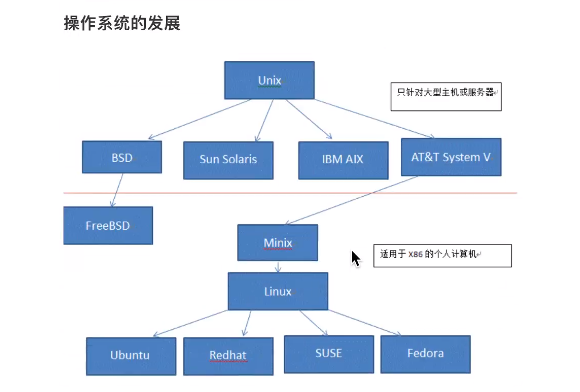 操作系统的发展
Unix
只针对大型主机或服务器
BSD
Sun Solaris
IBM AIX
AT&T System V
FreeBSD
Minix
适用于 X86 的个人计算机
Linux
Ubuntu
Redhat
SUSE
Fedora